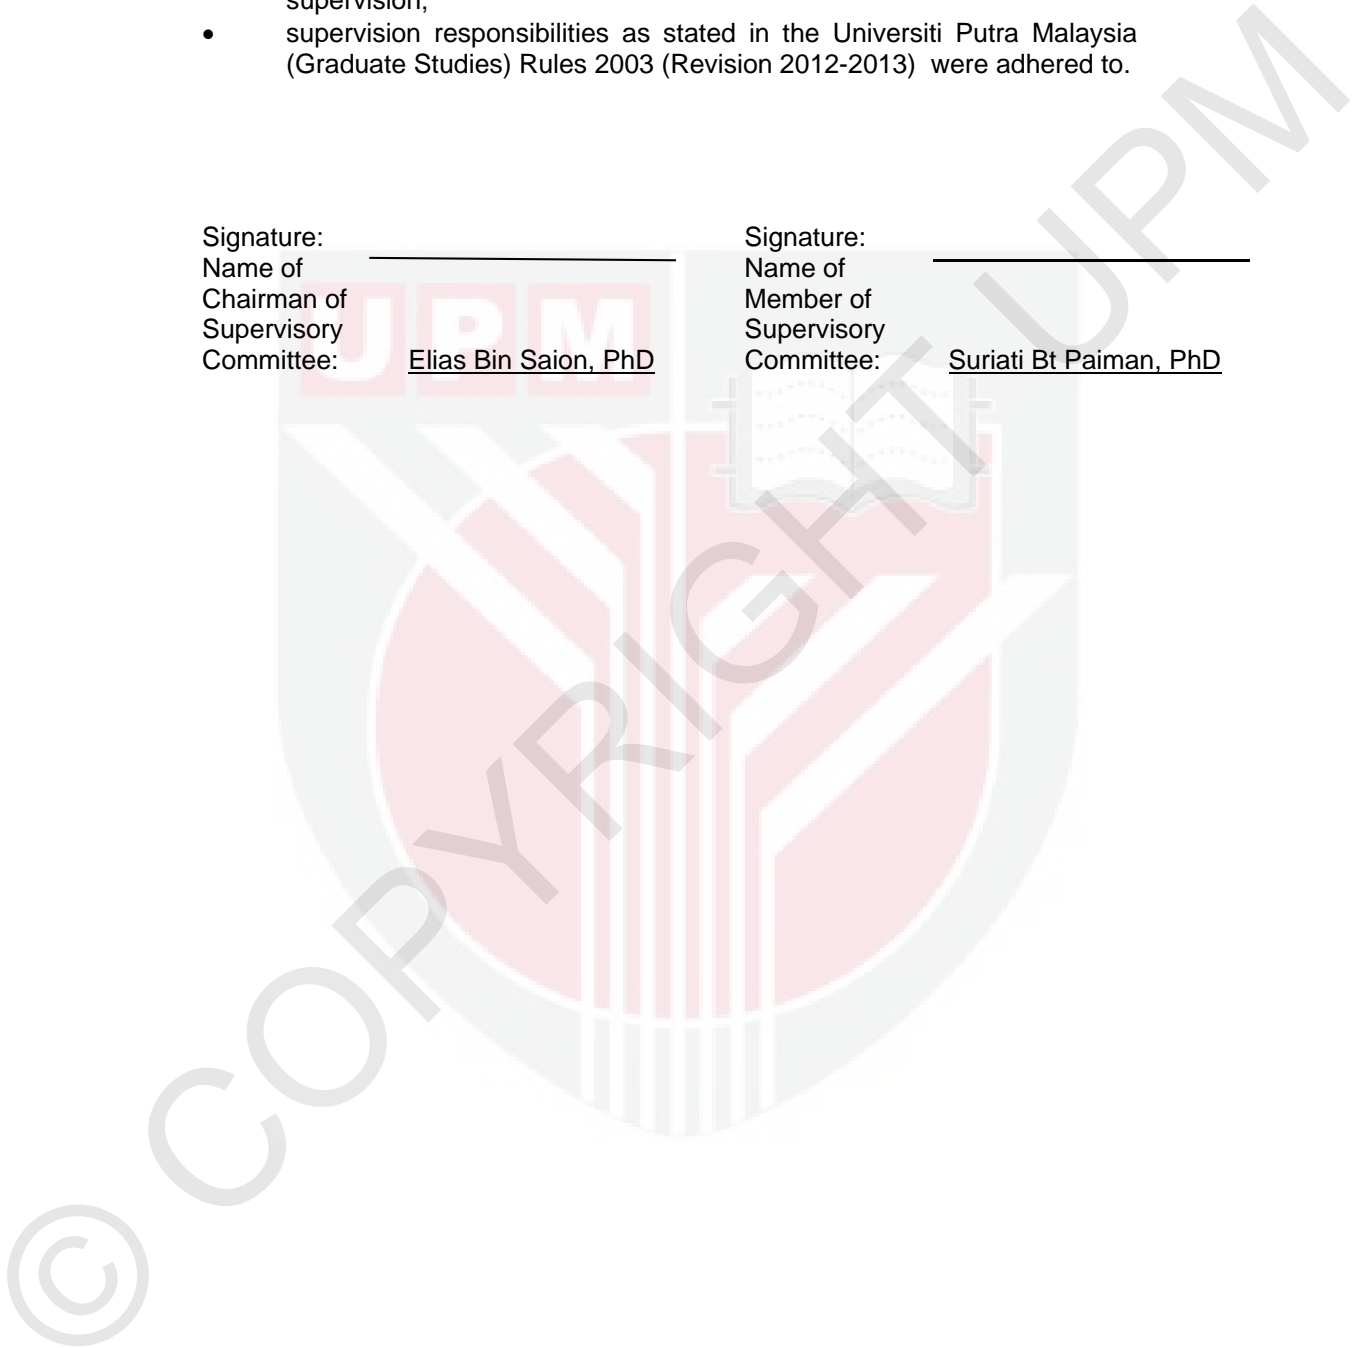 supervision;
• supervision responsibilities as stated in the Universiti Putra Malaysia
(Graduate Studies) Rules 2003 (Revision 2012-2013) were adhered to.
Signature:
Name of
Chairman of
Supervisory
Committee: Elias Bin Saion, PhD
Signature:
Name of
Member of
Supervisory
Committee: Suriati Bt Paiman, PhD
UPM
© COPYRIGHT UPM